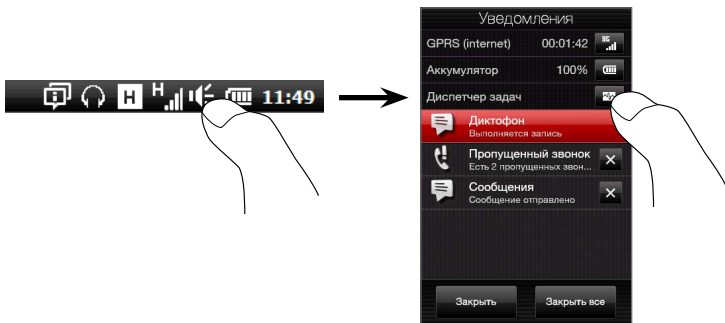 H H 11:49
Уведомления
GPRS (internet) 00:01:42 3G
Аккумулятор 100%
Диспетчер задач
Диктофон
Выполняется запись
Пропущенный звонок
Есть 2 пропущенных звон...
Сообщения
Сообщение отправлено
Закрыть Закрыть все